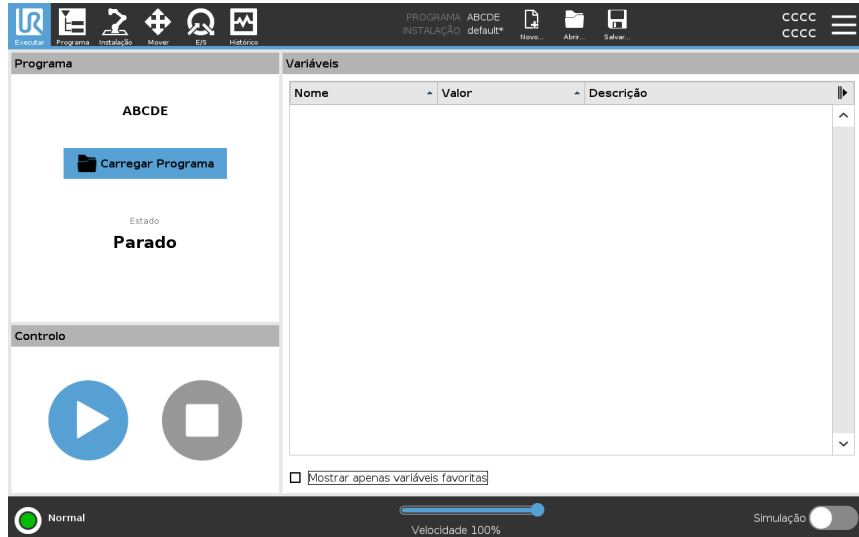 UR
Executar Programa Instalação Mover E/S Histórico
PROGRAMA ABCDE
INSTALAÇÃO default*
Novo... Abrir... Salvar...
CCCC
CCCC
Programa
ABCDE
Carregar Programa
Estado
Parado
Controlo
Variáveis
Nome Valor Descrição
Mostrar apenas variáveis favoritas
Normal
Velocidade 100%
Simulação